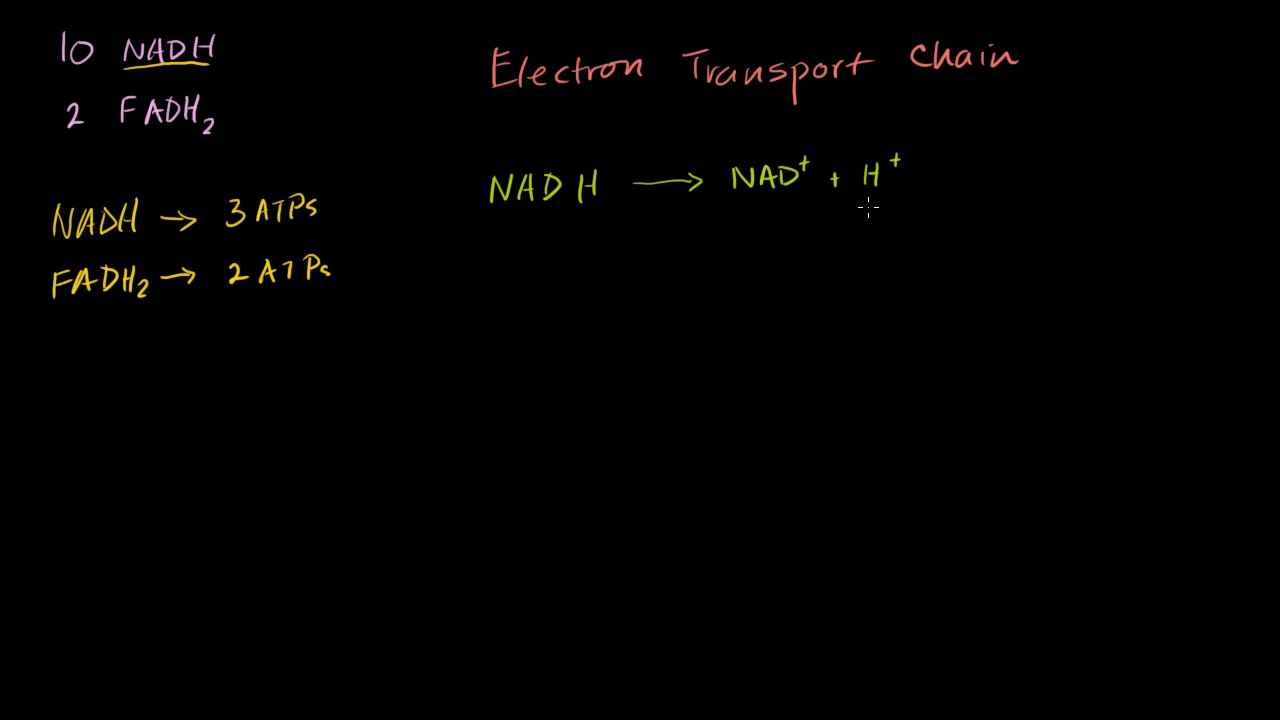 10 NADH
2 FADH₂
NADH → 3 ATPs
FADH₂ → 2 ATPs
Electron Transport Chain
NADH → NAD⁺ + H⁺